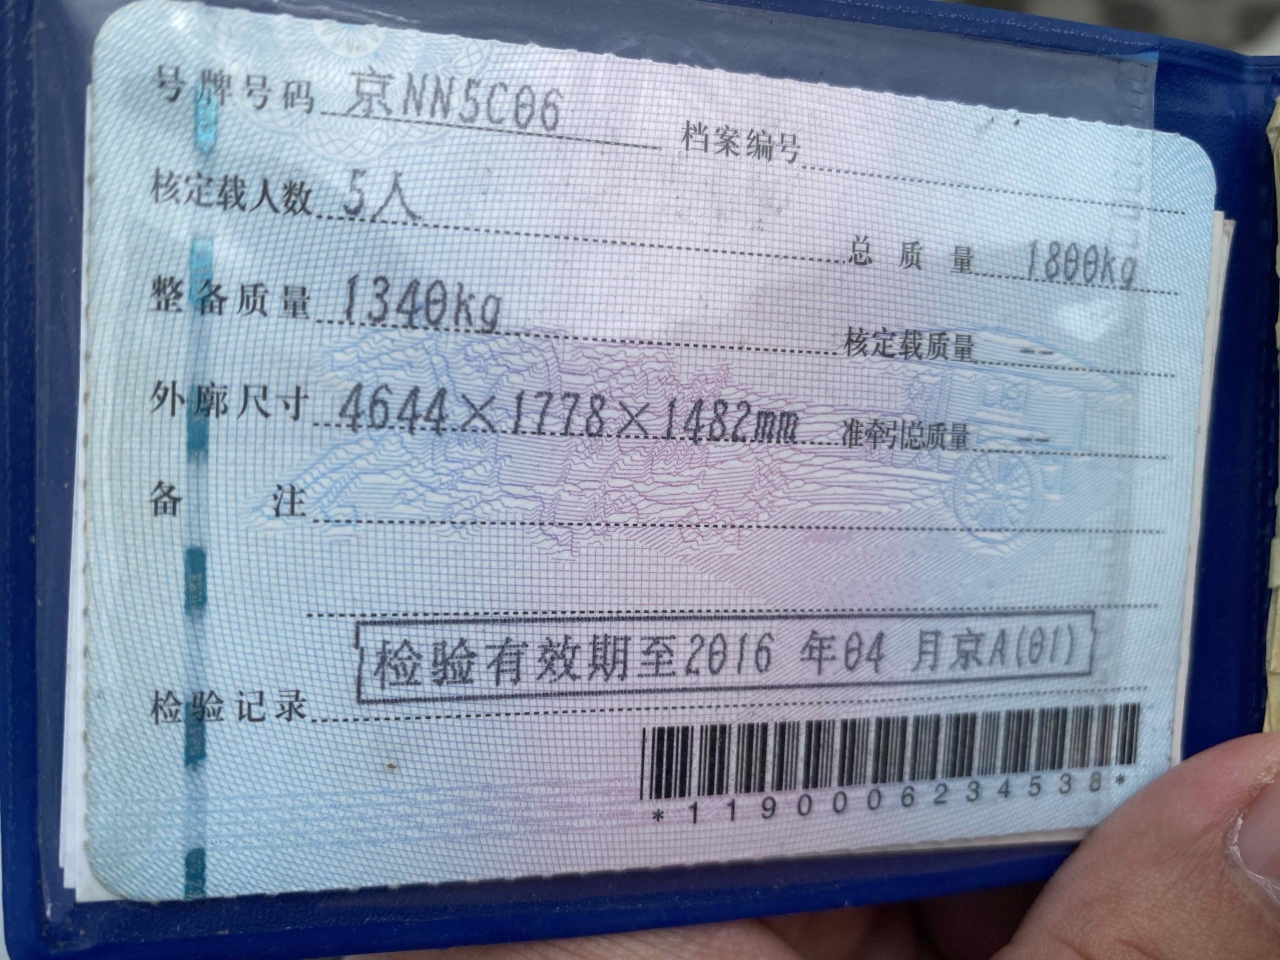 号牌号码 京NN5C06 档案编号
核定载人数 5人 总质量 1800kg
整备质量 1340kg 核定载质量 --
外廓尺寸 4644×1778×1482mm 准牵引总质量 --
备注
检验有效期至2016 年04 月京A(01)
检验记录
*1190006234538*